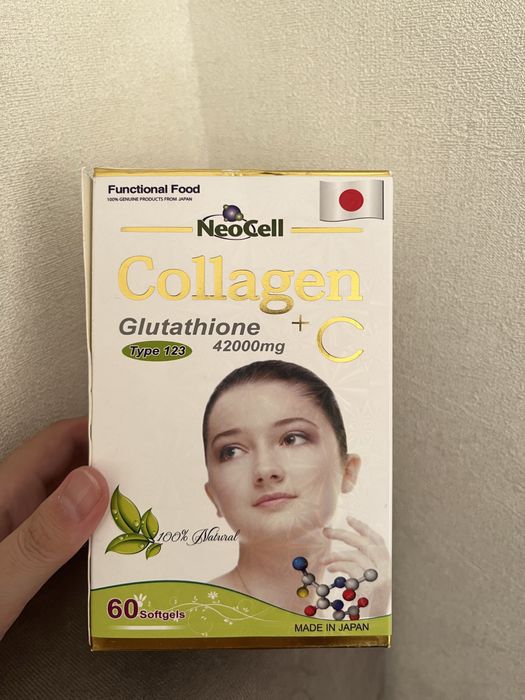 Functional Food
100% GENUINE PRODUCTS FROM JAPAN
NeoCell
Collagen
Glutathione + C
Type 123 42000mg
100% Natural
60 Softgels
MADE IN JAPAN